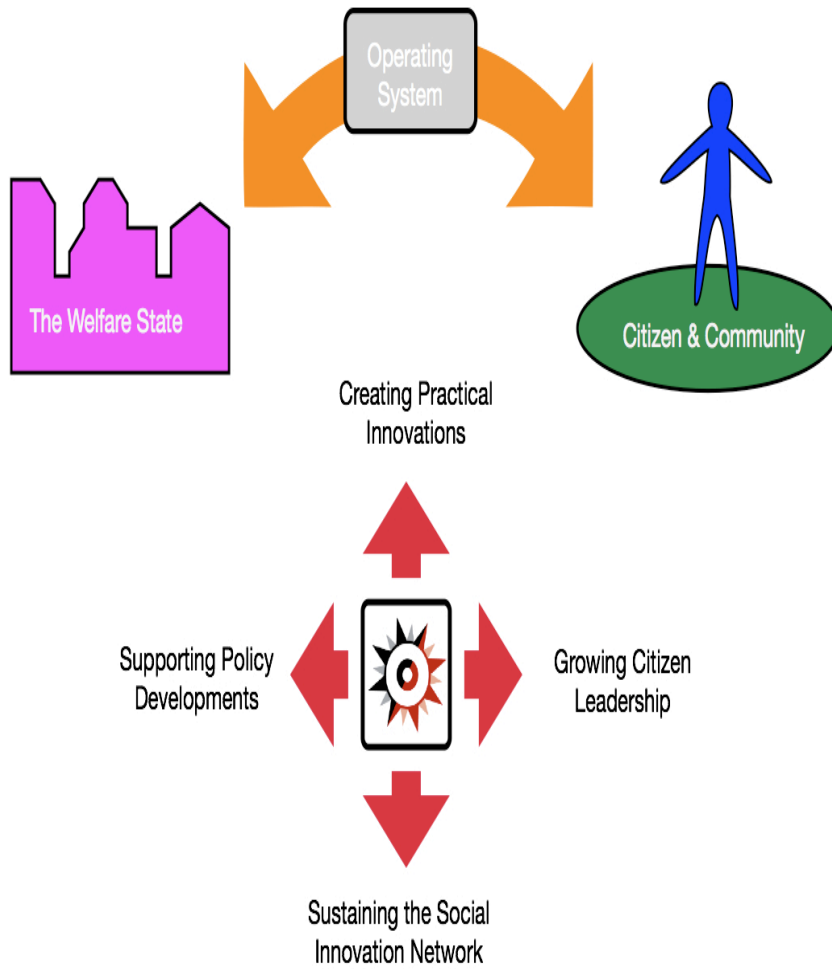 Operating
System
The Welfare State
Citizen & Community
Creating Practical
Innovations
Supporting Policy
Developments
Growing Citizen
Leadership
Sustaining the Social
Innovation Network